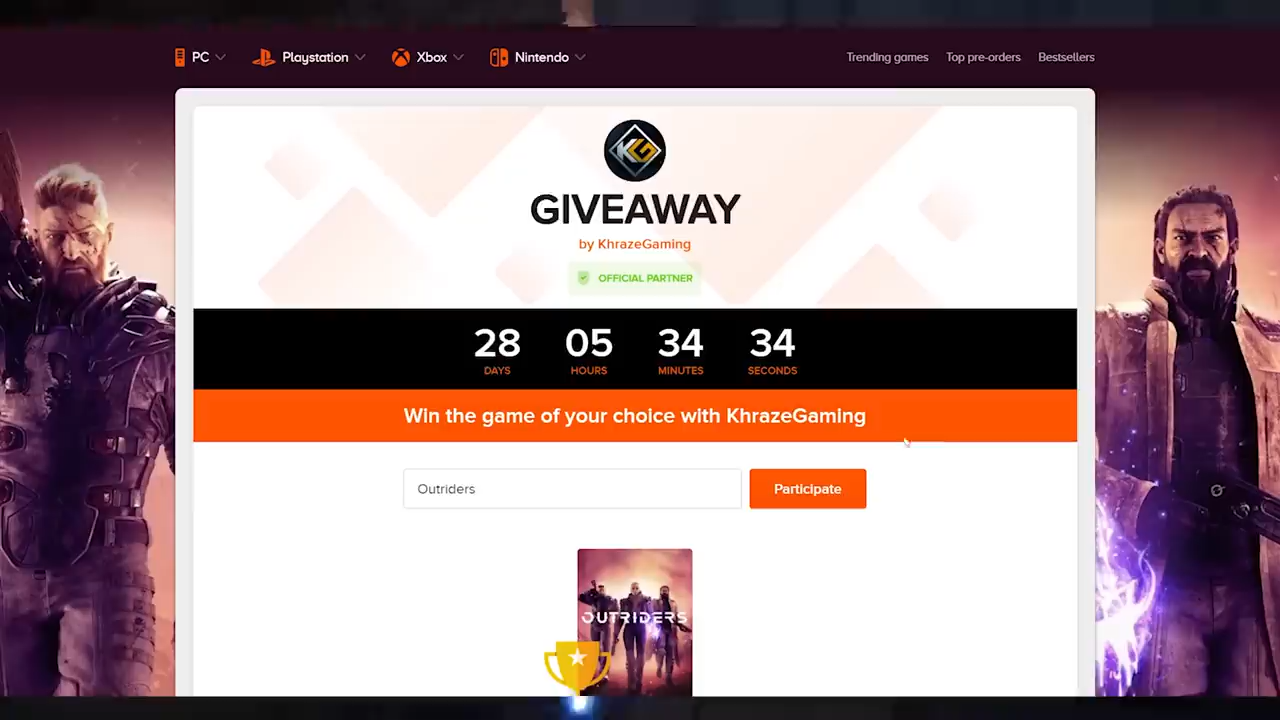 PC
Playstation
Xbox
Nintendo
Trending games
Top pre-orders
Bestsellers
KG
GIVEAWAY
by KhrazeGaming
OFFICIAL PARTNER
28 05 34 34
DAYS HOURS MINUTES SECONDS
Win the game of your choice with KhrazeGaming
Outriders
Participate
OUTRIDERS